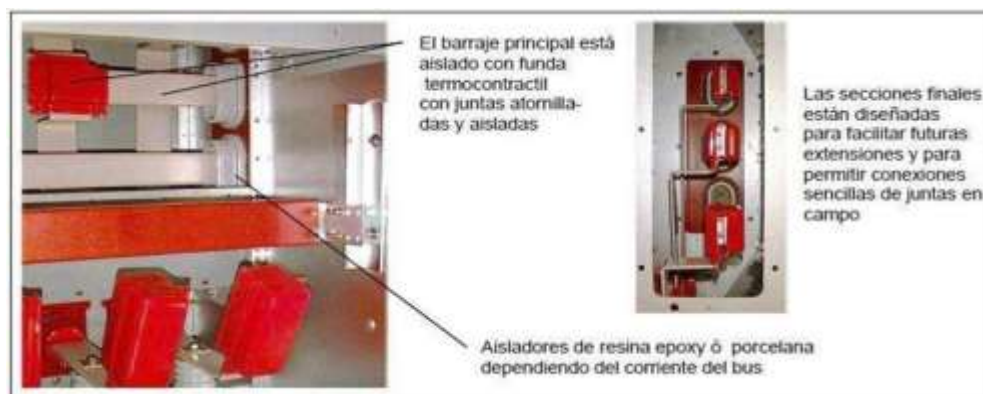 El barraje principal está
aislado con funda
termocontractil
con juntas atornilla-
das y aisladas
Las secciones finales
están diseñadas
para facilitar futuras
extensiones y para
permitir conexiones
sencillas de juntas en
campo
Aisladores de resina epoxy ò porcelana
dependiendo del corriente del bus